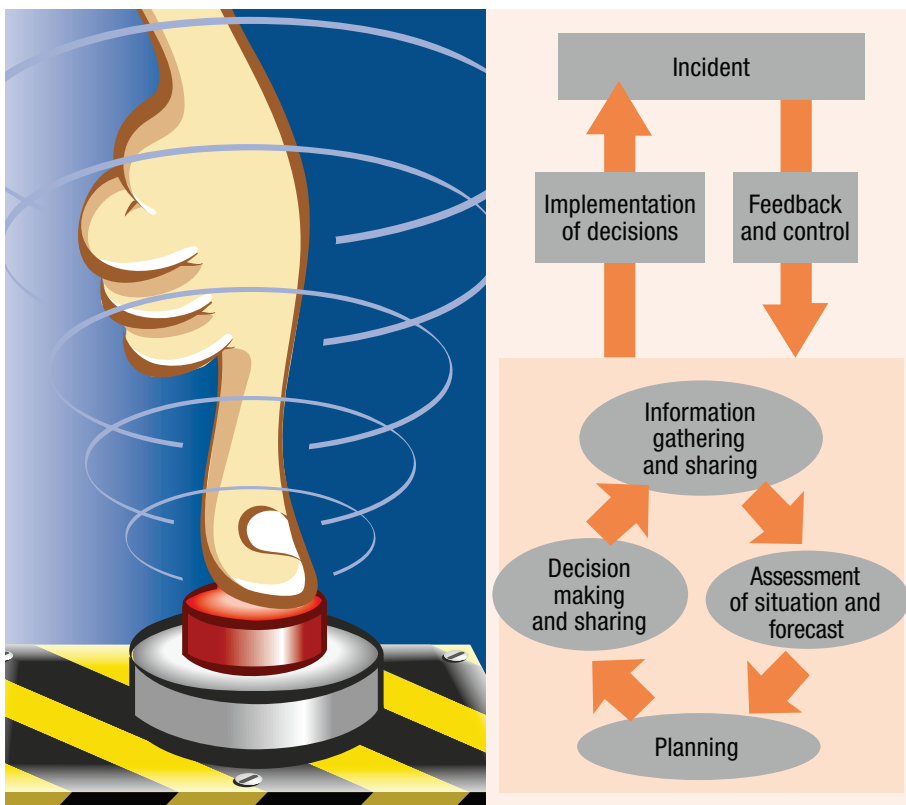 Incident
Implementation
of decisions
Feedback
and control
Information
gathering
and sharing
Decision
making
and sharing
Assessment
of situation and
forecast
Planning